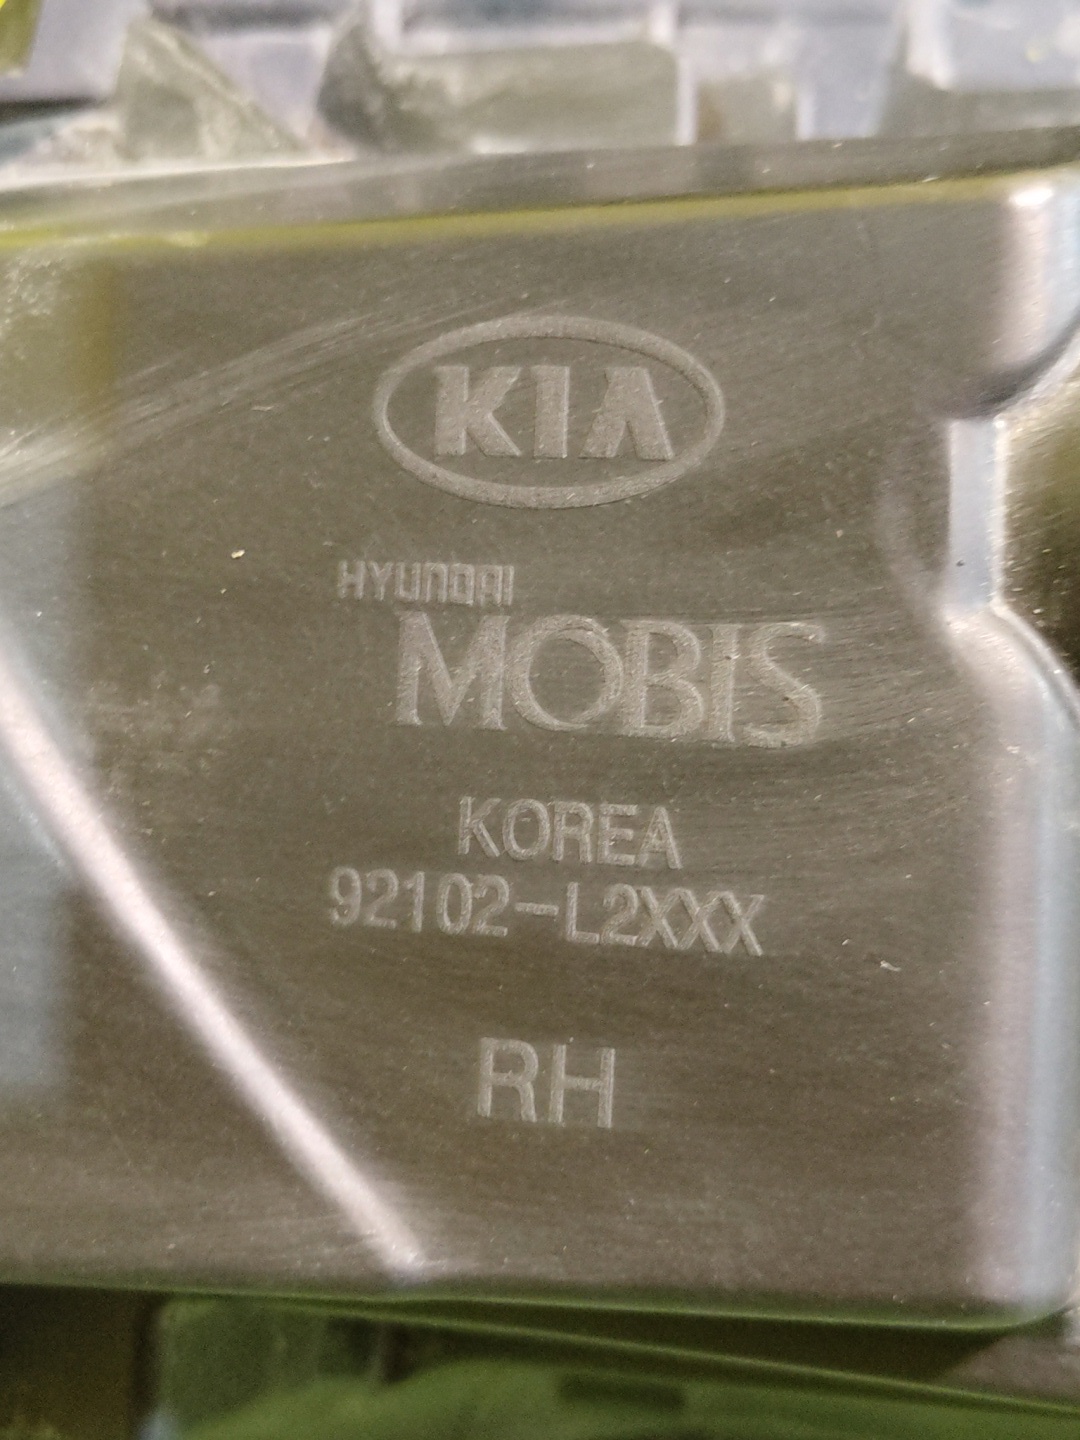 KIA
HYUNDAI
MOBIS
KOREA
92102-L2XXX
RH